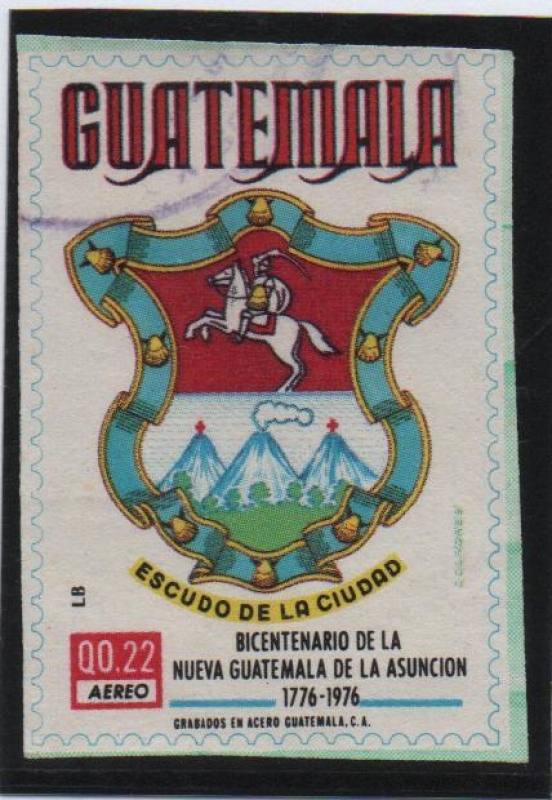 GUATEMALA
ESCUDO DE LA CIUDAD
LB
Q0.22
AEREO
BICENTENARIO DE LA
NUEVA GUATEMALA DE LA ASUNCION
1776-1976
GRABADOS EN ACERO GUATEMALA, C.A.